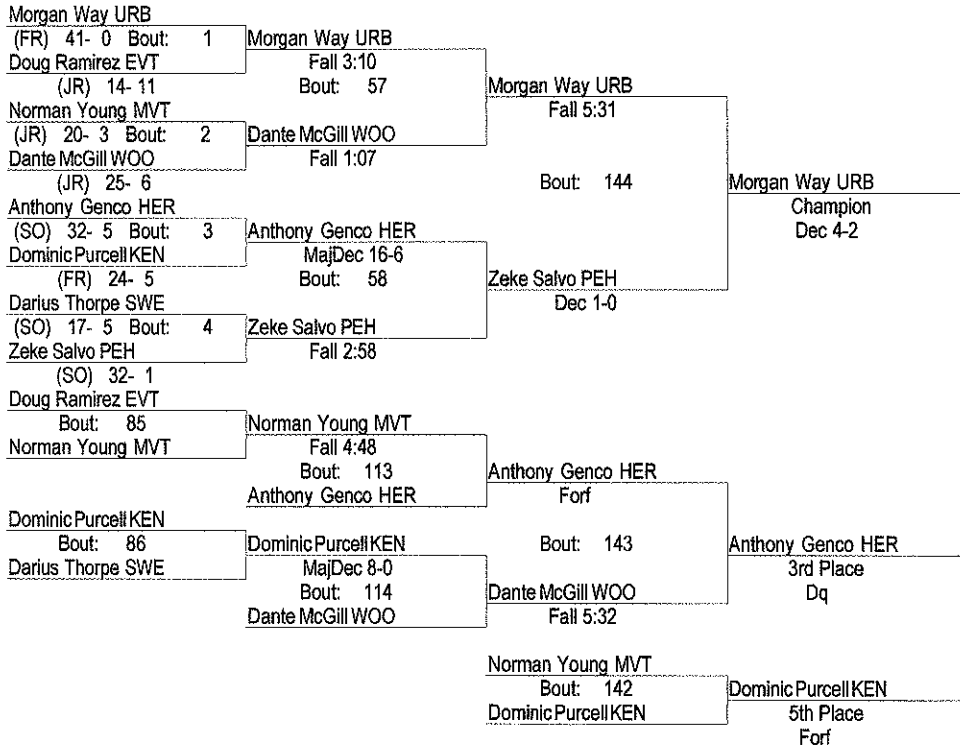 Morgan Way URB
(FR) 41- 0 Bout: 1 Morgan Way URB
Doug Ramirez EVT Fall 3:10
(JR) 14- 11 Bout: 57 Morgan Way URB
Norman Young MVT Fall 5:31
(JR) 20- 3 Bout: 2 Dante McGill WOO
Dante McGill WOO Fall 1:07
(JR) 25- 6 Bout: 144 Morgan Way URB
Anthony Genco HER Champion
(SO) 32- 5 Bout: 3 Anthony Genco HER Dec 4-2
Dominic Purcell KEN MajDec 16-6
(FR) 24- 5 Bout: 58 Zeke Salvo PEH
Darius Thorpe SWE Dec 1-0
(SO) 17- 5 Bout: 4 Zeke Salvo PEH
Zeke Salvo PEH Fall 2:58
(SO) 32- 1
Doug Ramirez EVT
Bout: 85 Norman Young MVT
Norman Young MVT Fall 4:48
Bout: 113 Anthony Genco HER
Anthony Genco HER Forf
Dominic Purcell KEN
Bout: 86 Dominic Purcell KEN Bout: 143 Anthony Genco HER
Darius Thorpe SWE MajDec 8-0 3rd Place
Bout: 114 Dante McGill WOO Dq
Dante McGill WOO Fall 5:32
Norman Young MVT
Bout: 142 Dominic Purcell KEN
Dominic Purcell KEN 5th Place
Forf